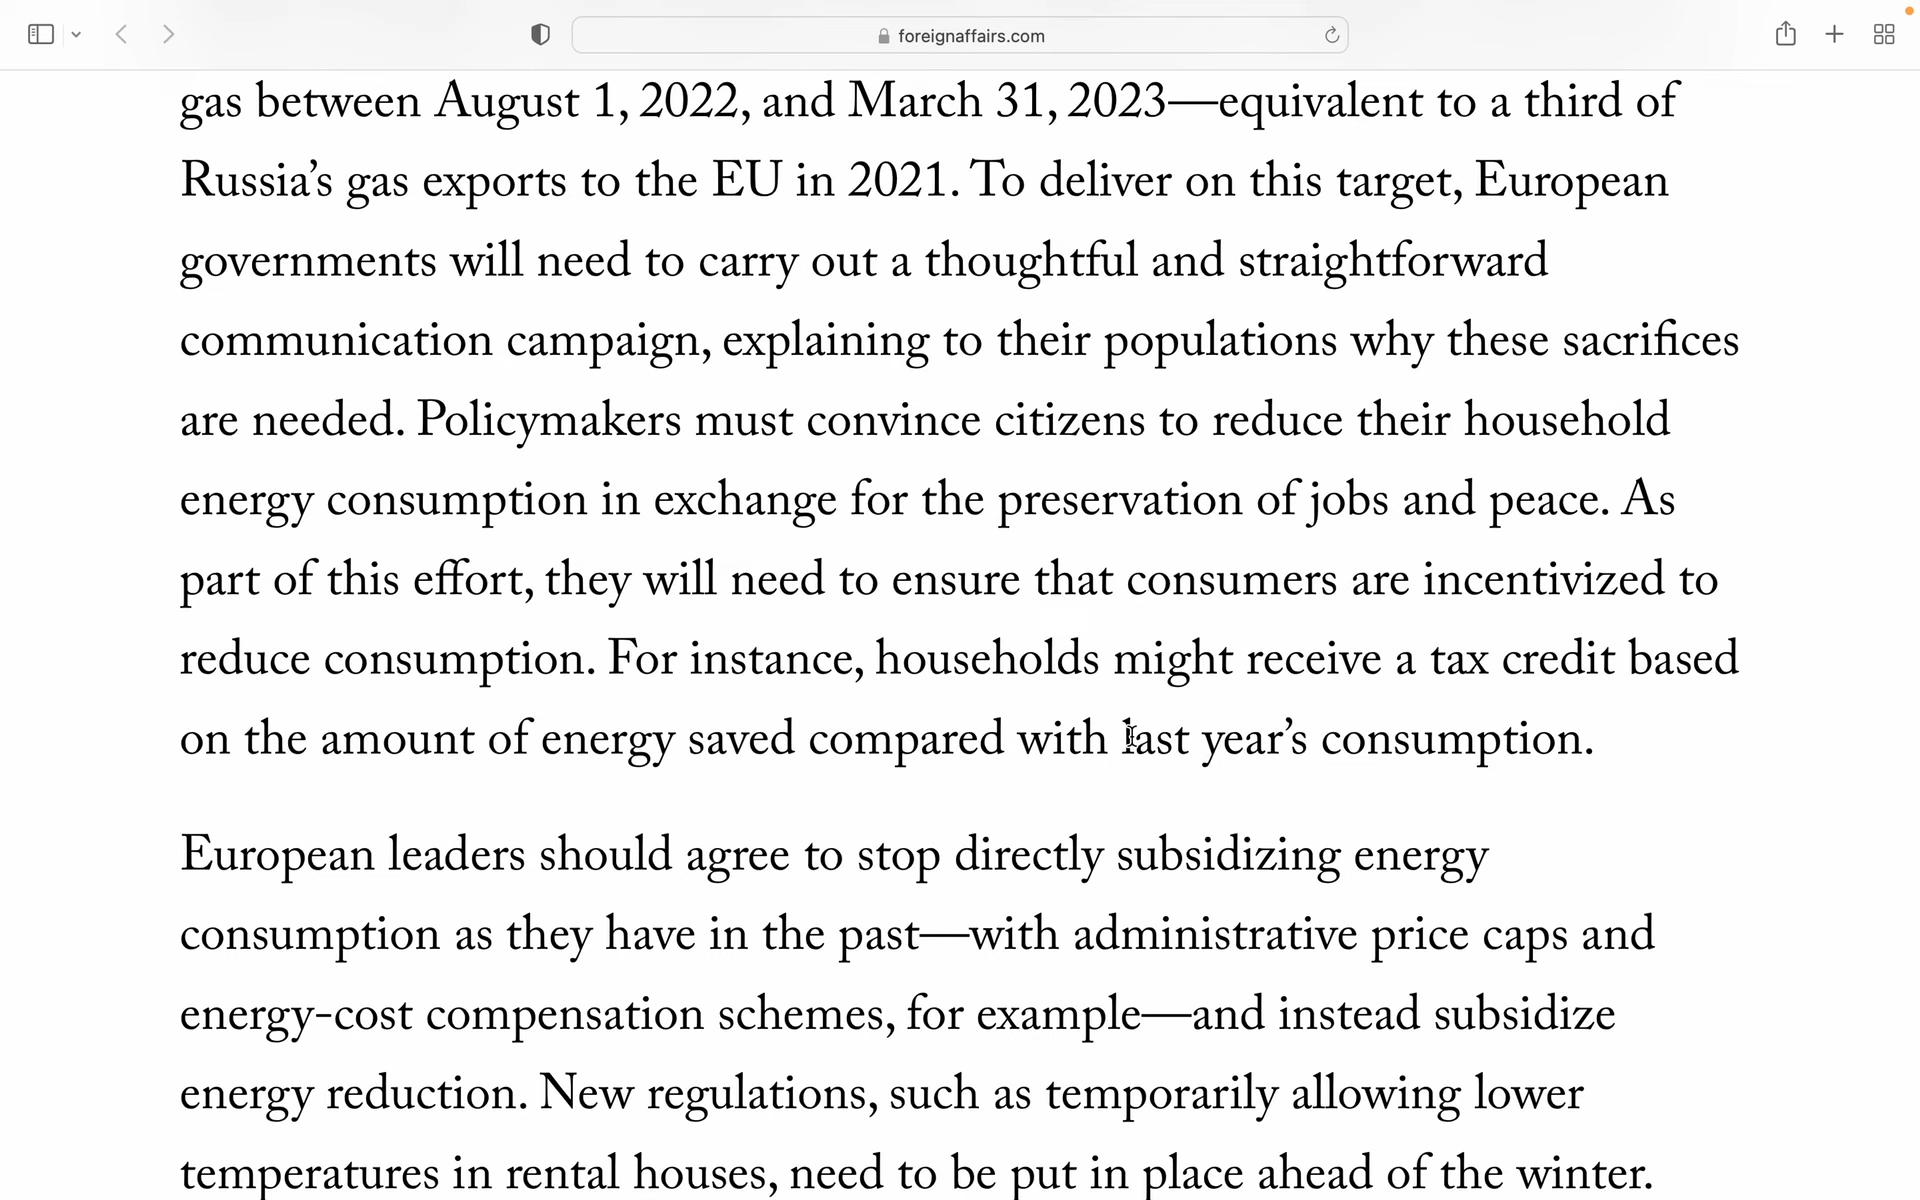 foreignaffairs.com
gas between August 1, 2022, and March 31, 2023—equivalent to a third of
Russia’s gas exports to the EU in 2021. To deliver on this target, European
governments will need to carry out a thoughtful and straightforward
communication campaign, explaining to their populations why these sacrifices
are needed. Policymakers must convince citizens to reduce their household
energy consumption in exchange for the preservation of jobs and peace. As
part of this effort, they will need to ensure that consumers are incentivized to
reduce consumption. For instance, households might receive a tax credit based
on the amount of energy saved compared with last year’s consumption.
European leaders should agree to stop directly subsidizing energy
consumption as they have in the past—with administrative price caps and
energy-cost compensation schemes, for example—and instead subsidize
energy reduction. New regulations, such as temporarily allowing lower
temperatures in rental houses, need to be put in place ahead of the winter.